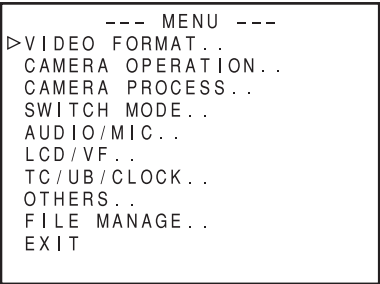 --- MENU ---
▷VIDEO FORMAT..
CAMERA OPERATION..
CAMERA PROCESS..
SWITCH MODE..
AUDIO/MIC..
LCD/VF..
TC/UB/CLOCK..
OTHERS..
FILE MANAGE..
EXIT